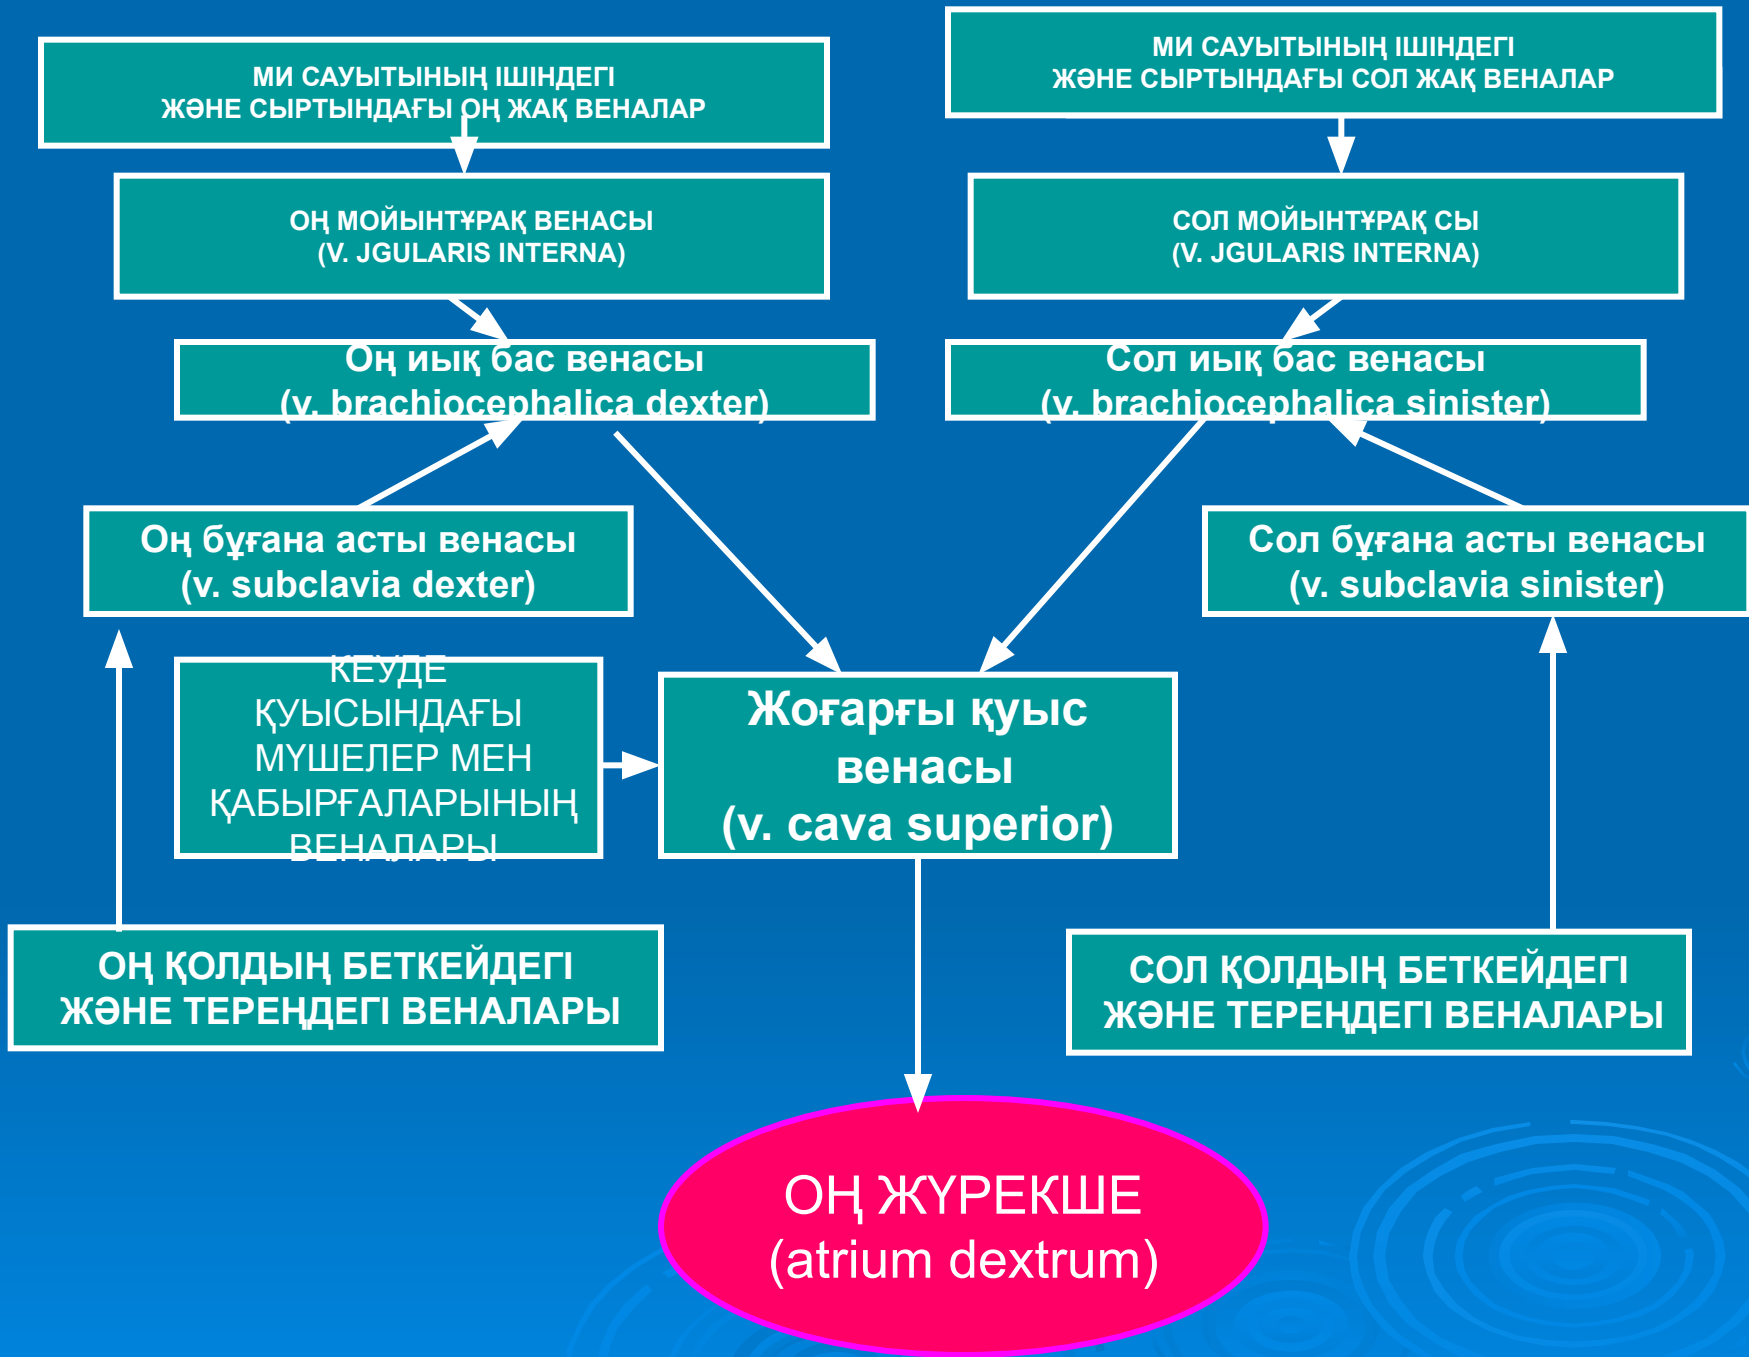 МИ САУЫТЫНЫҢ ІШІНДЕГІ
ЖӘНЕ СЫРТЫНДАҒЫ ОҢ ЖАҚ ВЕНАЛАР
МИ САУЫТЫНЫҢ ІШІНДЕГІ
ЖӘНЕ СЫРТЫНДАҒЫ СОЛ ЖАҚ ВЕНАЛАР
ОҢ МОЙЫНТҰРАҚ ВЕНАСЫ
(V. JGULARIS INTERNA)
СОЛ МОЙЫНТҰРАҚ СЫ
(V. JGULARIS INTERNA)
Оң иық бас венасы
(v. brachiocephalica dexter)
Сол иық бас венасы
(v. brachiocephalica sinister)
Оң бұғана асты венасы
(v. subclavia dexter)
Сол бұғана асты венасы
(v. subclavia sinister)
КЕУДЕ
ҚУЫСЫНДАҒЫ
МҮШЕЛЕР МЕН
ҚАБЫРҒАЛАРЫНЫҢ
ВЕНАЛАРЫ
Жоғарғы қуыс
венасы
(v. cava superior)
ОҢ ҚОЛДЫҢ БЕТКЕЙДЕГІ
ЖӘНЕ ТЕРЕҢДЕГІ ВЕНАЛАРЫ
СОЛ ҚОЛДЫҢ БЕТКЕЙДЕГІ
ЖӘНЕ ТЕРЕҢДЕГІ ВЕНАЛАРЫ
ОҢ ЖҮРЕКШЕ
(atrium dextrum)